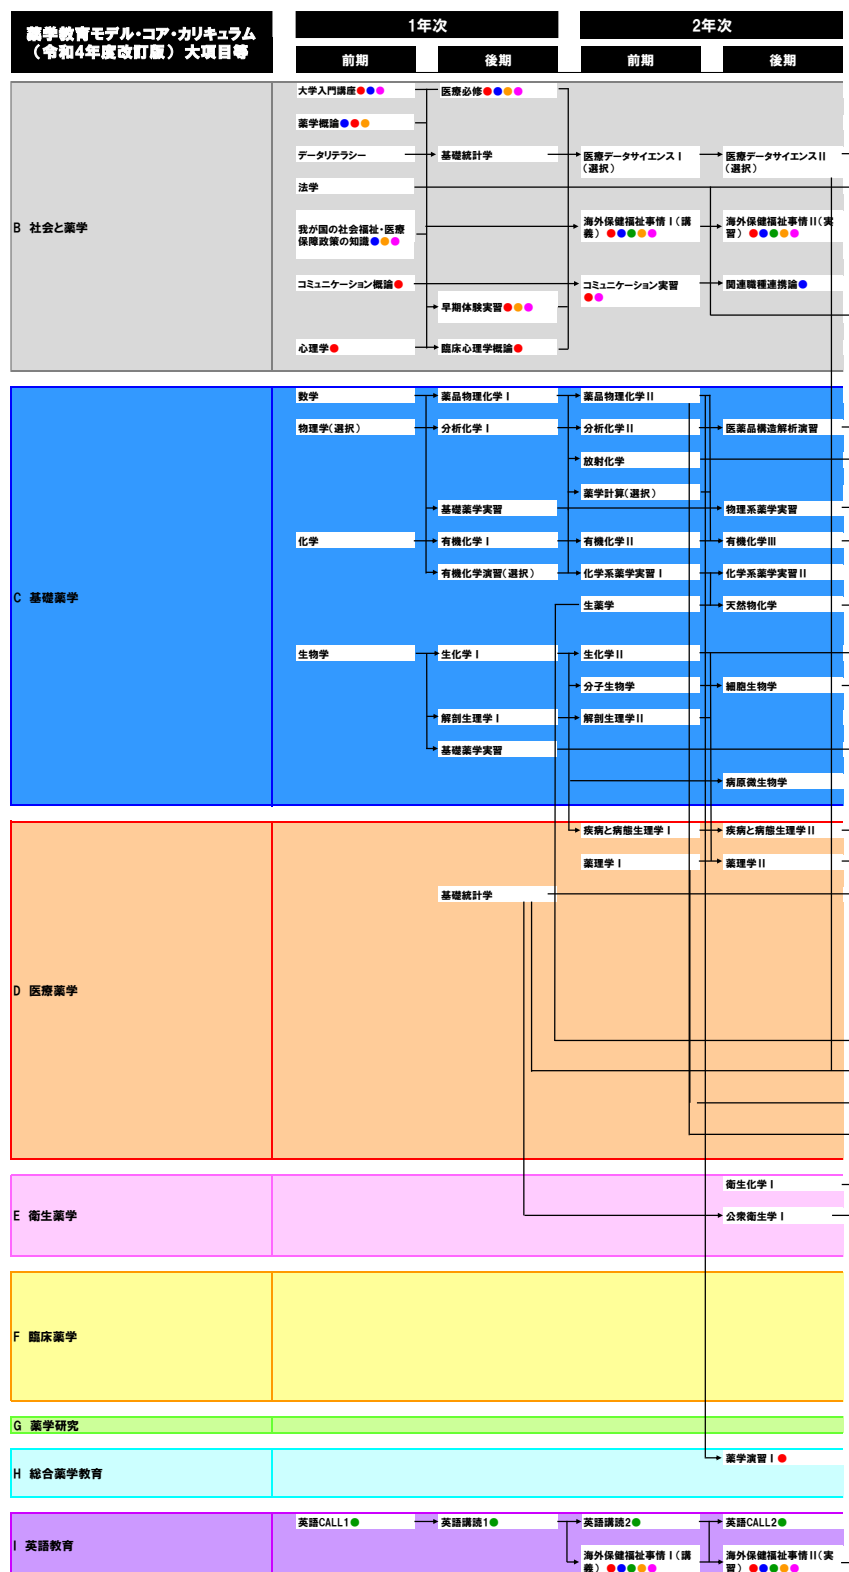 薬学教育モデル・コア・カリキュラム
（令和4年度改訂版）大項目等
1年次
2年次
前期
後期
前期
後期
B 社会と薬学
大学入門講座●●●
医療必修●●●●
薬学概論●●●
データリテラシー
基礎統計学
医療データサイエンスⅠ
（選択）
医療データサイエンスⅡ
（選択）
法学
我が国の社会福祉・医療
保障政策の知識●●●
海外保健福祉事情Ⅰ（講
義）●●●●●
海外保健福祉事情Ⅱ（実
習）●●●●●
コミュニケーション概論●
コミュニケーション実習
●●
関連職種連携論●
早期体験実習●●●
心理学●
臨床心理学概論●
C 基礎薬学
数学
薬品物理化学Ⅰ
薬品物理化学Ⅱ
物理学（選択）
分析化学Ⅰ
分析化学Ⅱ
医薬品構造解析演習
放射化学
薬学計算（選択）
基礎薬学実習
物理系薬学実習
化学
有機化学Ⅰ
有機化学Ⅱ
有機化学Ⅲ
有機化学演習（選択）
化学系薬学実習Ⅰ
化学系薬学実習Ⅱ
生薬学
天然物化学
生物学
生化学Ⅰ
生化学Ⅱ
分子生物学
細胞生物学
解剖生理学Ⅰ
解剖生理学Ⅱ
基礎薬学実習
病原微生物学
D 医療薬学
疾病と病態生理学Ⅰ
疾病と病態生理学Ⅱ
薬理学Ⅰ
薬理学Ⅱ
基礎統計学
E 衛生薬学
衛生化学Ⅰ
公衆衛生学Ⅰ
F 臨床薬学
G 薬学研究
H 総合薬学教育
薬学演習Ⅰ●
I 英語教育
英語CALL1●
英語講読1●
英語講読2●
英語CALL2●
海外保健福祉事情Ⅰ（講
義）●●●●●
海外保健福祉事情Ⅱ（実
習）●●●●●